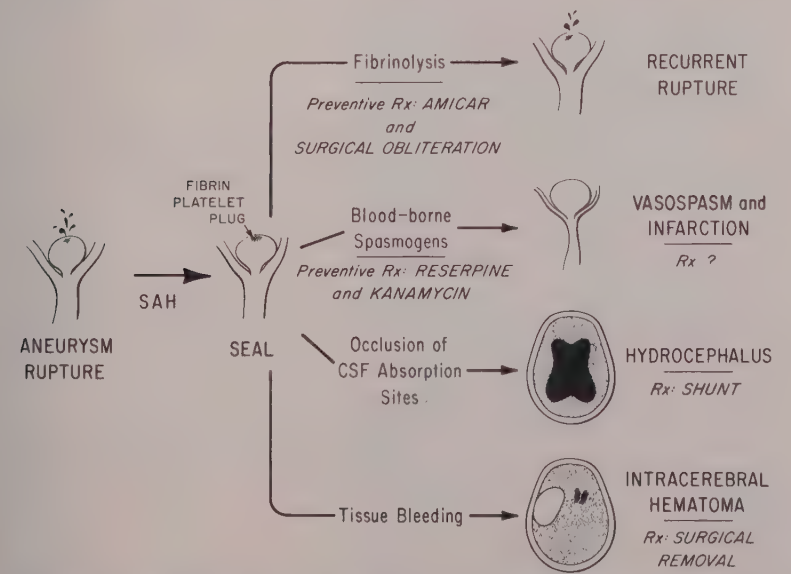 ANEURYSM
RUPTURE
SAH
FIBRIN
PLATELET
PLUG
SEAL
Fibrinolysis
Preventive Rx: AMICAR
and
SURGICAL OBLITERATION
RECURRENT
RUPTURE
Blood-borne
Spasmogens
Preventive Rx: RESERPINE
and KANAMYCIN
VASOSPASM and
INFARCTION
Rx ?
Occlusion of
CSF Absorption
Sites
HYDROCEPHALUS
Rx: SHUNT
Tissue Bleeding
INTRACEREBRAL
HEMATOMA
Rx: SURGICAL
REMOVAL